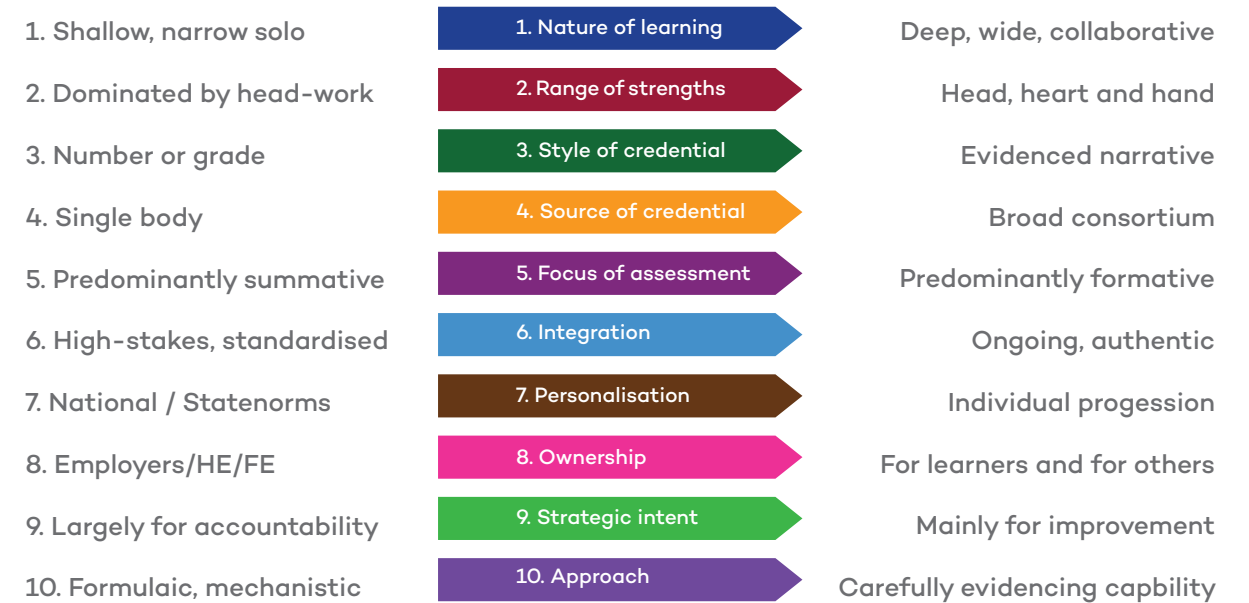 1. Shallow, narrow solo
1. Nature of learning
Deep, wide, collaborative
2. Dominated by head-work
2. Range of strengths
Head, heart and hand
3. Number or grade
3. Style of credential
Evidenced narrative
4. Single body
4. Source of credential
Broad consortium
5. Predominantly summative
5. Focus of assessment
Predominantly formative
6. High-stakes, standardised
6. Integration
Ongoing, authentic
7. National / Statenorms
7. Personalisation
Individual progession
8. Employers/HE/FE
8. Ownership
For learners and for others
9. Largely for accountability
9. Strategic intent
Mainly for improvement
10. Formulaic, mechanistic
10. Approach
Carefully evidencing capbility